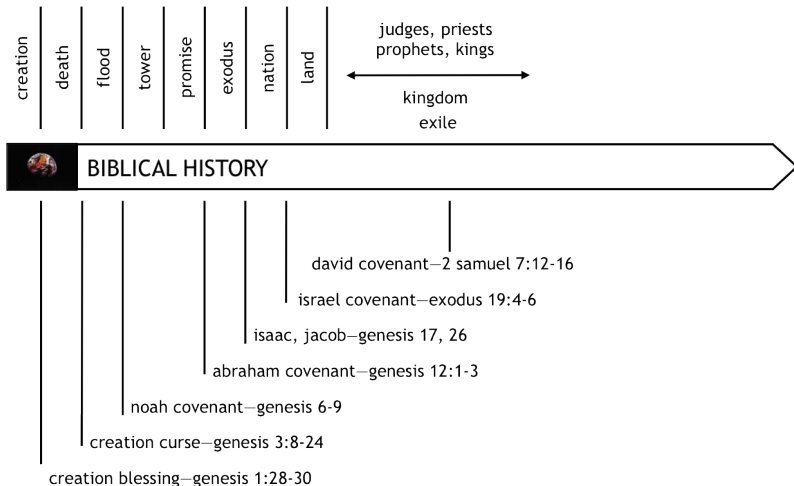 creation
death
flood
tower
promise
exodus
nation
land
judges, priests
prophets, kings
kingdom
exile
BIBLICAL HISTORY
david covenant—2 samuel 7:12-16
israel covenant—exodus 19:4-6
isaac, jacob—genesis 17, 26
abraham covenant—genesis 12:1-3
noah covenant—genesis 6-9
creation curse—genesis 3:8-24
creation blessing—genesis 1:28-30